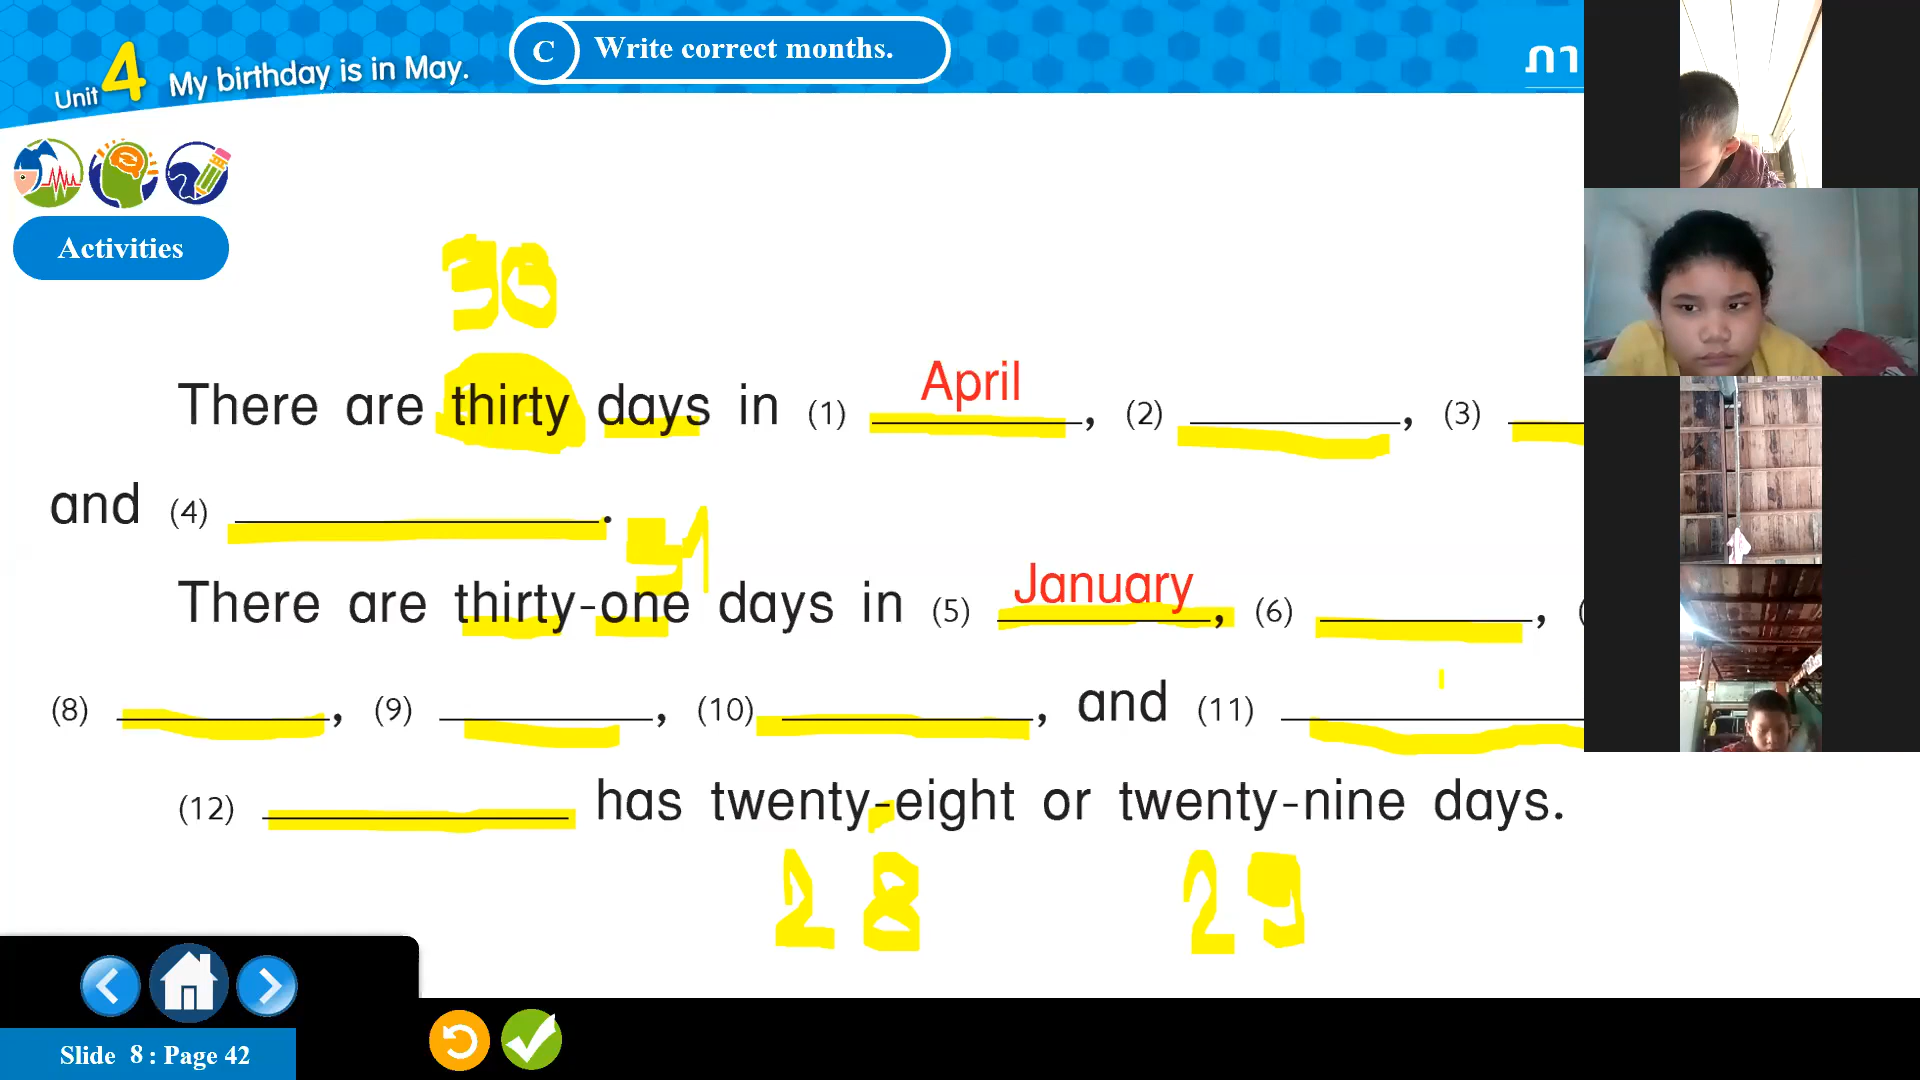 Unit 4 My birthday is in May.
C Write correct months.
ภา
Activities
30
There are thirty days in (1) April, (2) , (3)
and (4) .
31
There are thirty-one days in (5) January, (6) , (
(8) , (9) , (10) , and (11)
(12) has twenty-eight or twenty-nine days.
28 29
Slide 8 : Page 42